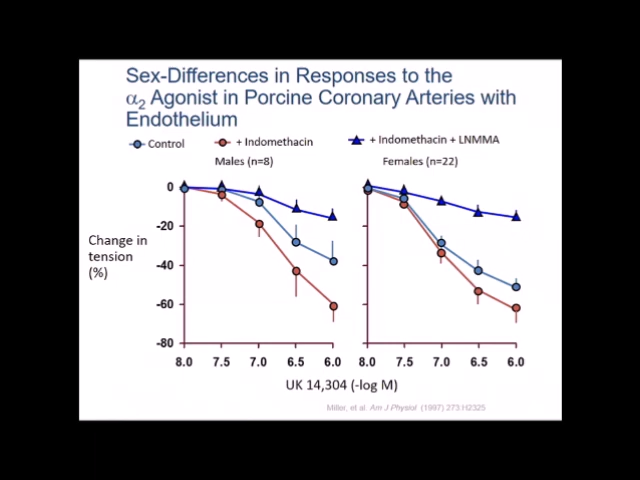 Sex-Differences in Responses to the
α2 Agonist in Porcine Coronary Arteries with
Endothelium
Control
+ Indomethacin
+ Indomethacin + LNMMA
Males (n=8)
Females (n=22)
Change in
tension
(%)
0
-20
-40
-60
-80
8.0 7.5 7.0 6.5 6.0
8.0 7.5 7.0 6.5 6.0
UK 14,304 (-log M)
Miller, et al. Am J Physiol (1997) 273:H2325